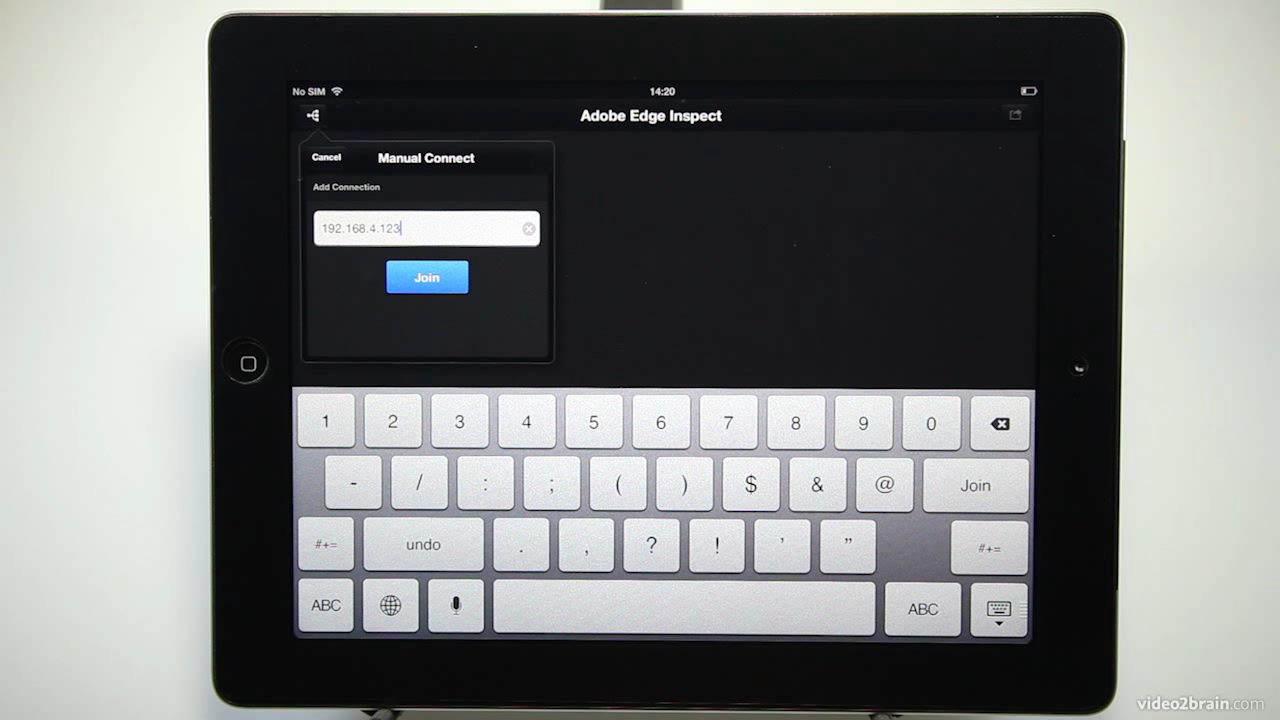 No SIM 14:20
Adobe Edge Inspect
Cancel Manual Connect
Add Connection
192.168.4.123
Join
1 2 3 4 5 6 7 8 9 0
- / : ; ( ) $ & @ Join
#+= undo . , ? ! ' " #+=
ABC ABC
video2brain.com